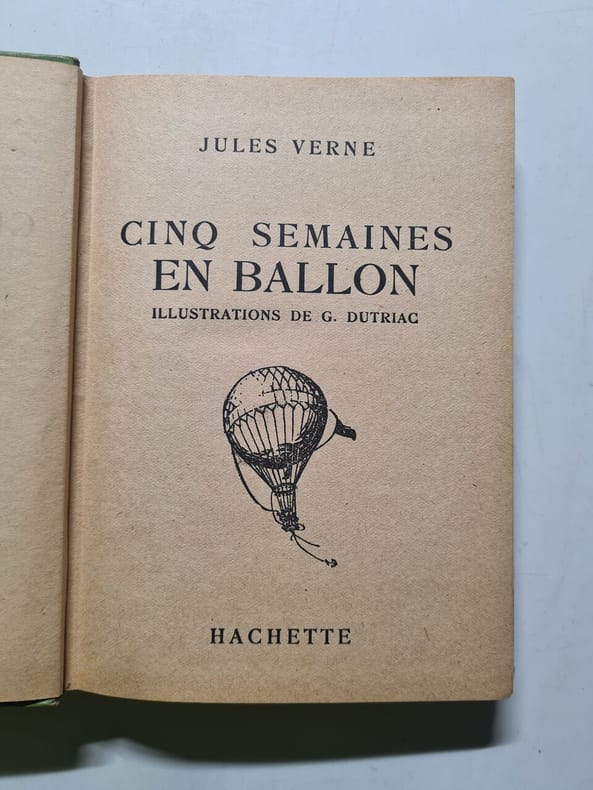 JULES VERNE
CINQ SEMAINES
EN BALLON
ILLUSTRATIONS DE G. DUTRIAC
HACHETTE